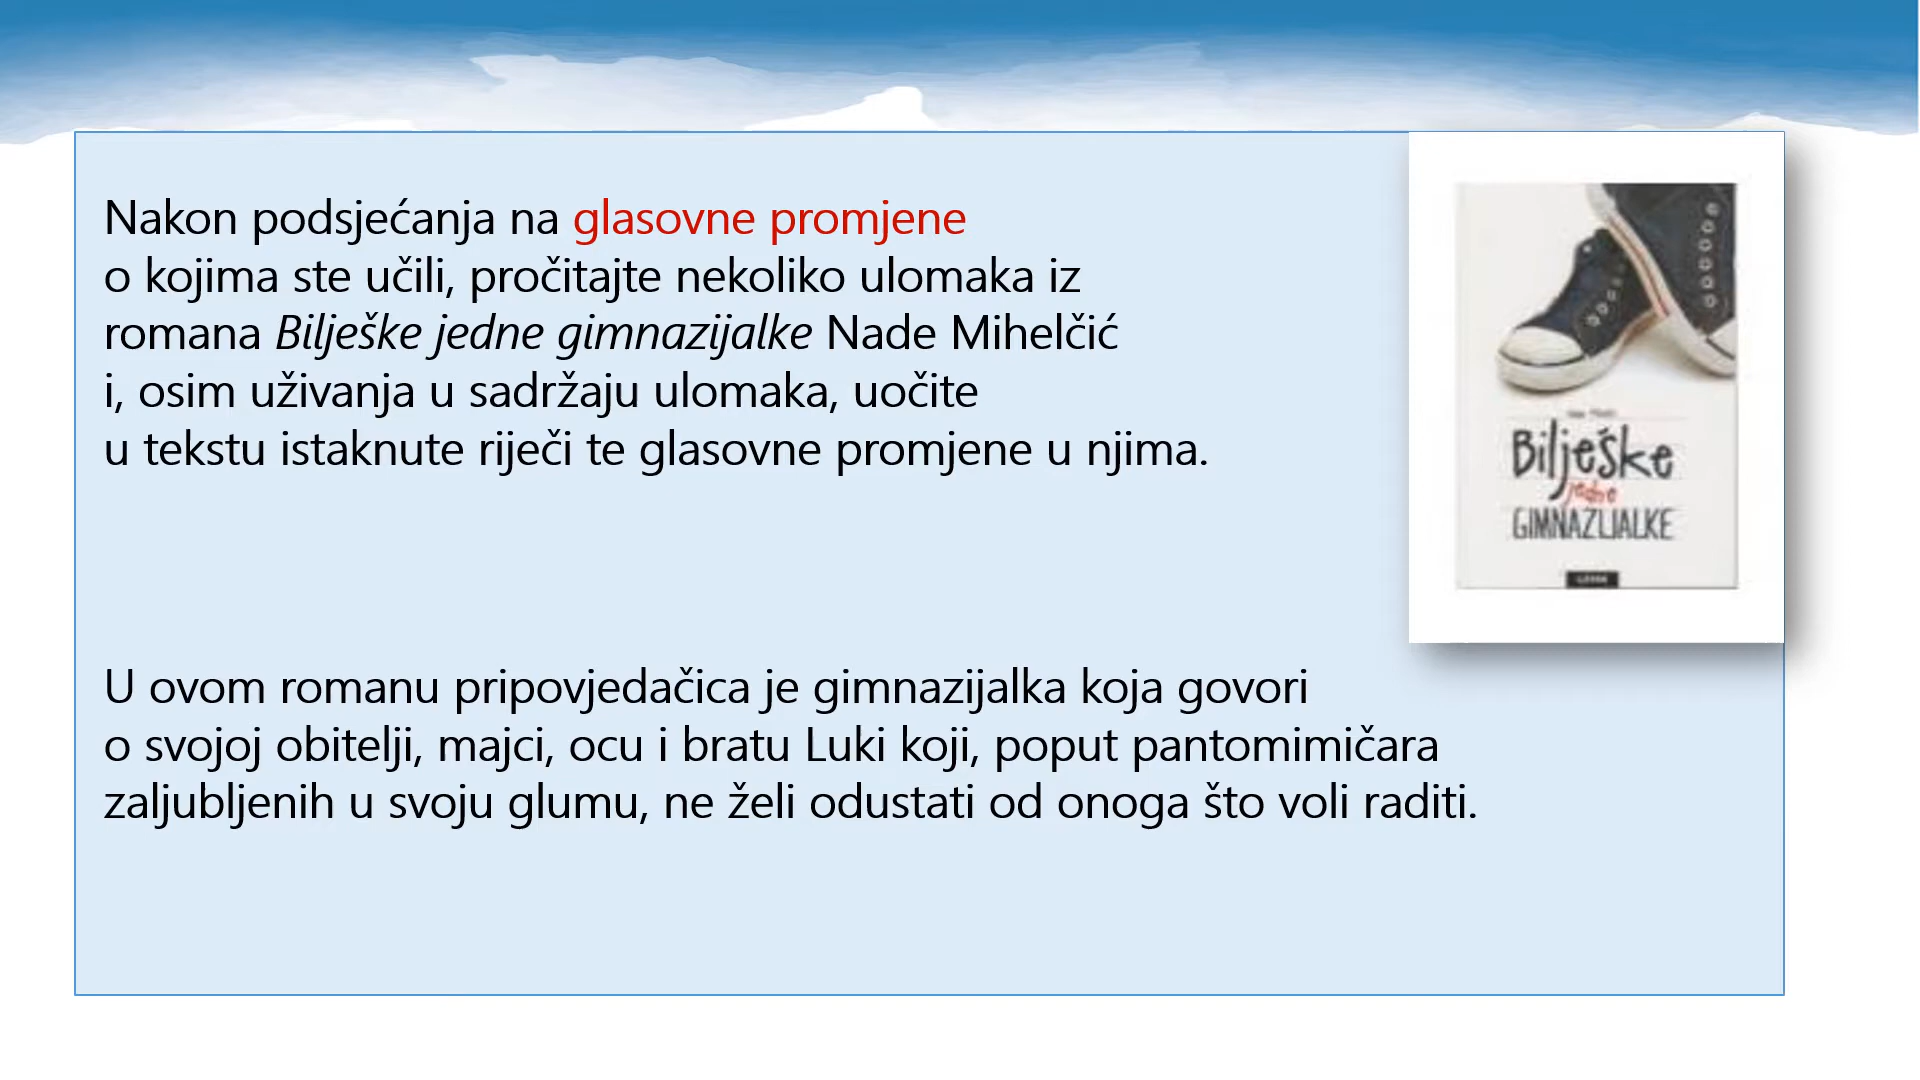 Nakon podsjećanja na glasovne promjene
o kojima ste učili, pročitajte nekoliko ulomaka iz
romana Bilješke jedne gimnazijalke Nade Mihelčić
i, osim uživanja u sadržaju ulomaka, uočite
u tekstu istaknute riječi te glasovne promjene u njima.
Bilješke
jedne
GIMNAZIJALKE
U ovom romanu pripovjedačica je gimnazijalka koja govori
o svojoj obitelji, majci, ocu i bratu Luki koji, poput pantomimičara
zaljubljenih u svoju glumu, ne želi odustati od onoga što voli raditi.